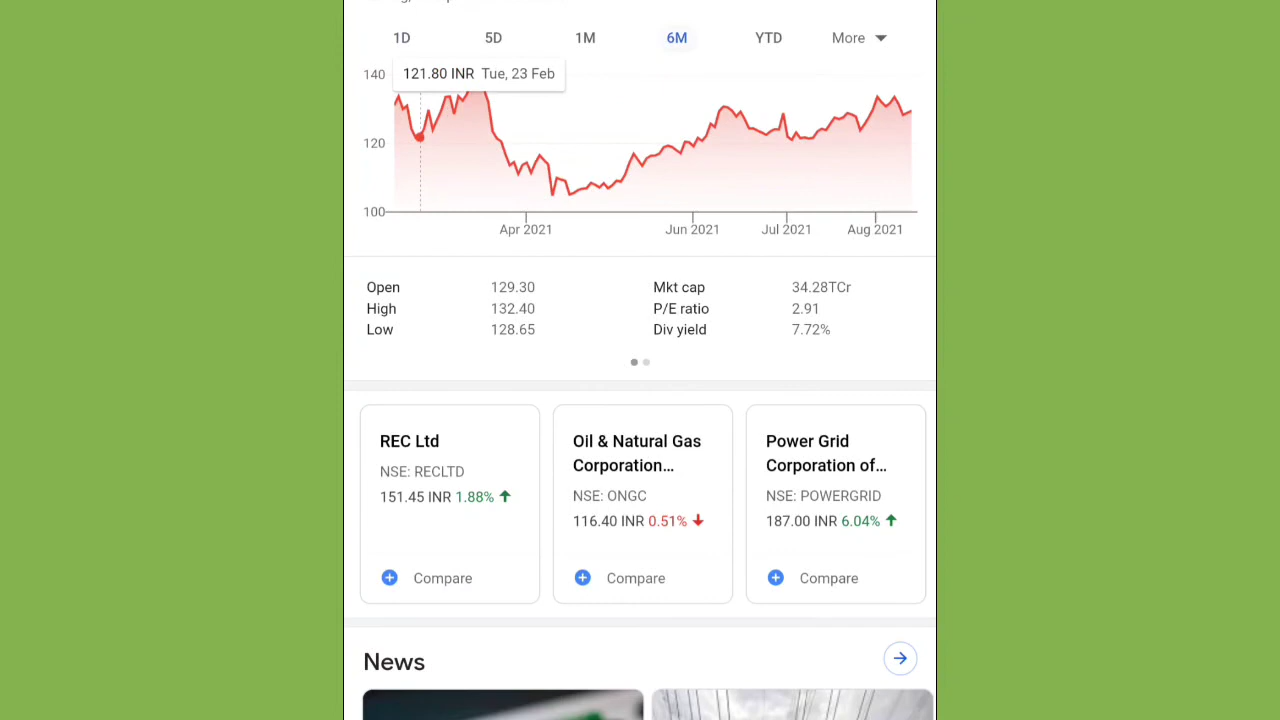 1D 5D 1M 6M YTD More
140
121.80 INR Tue, 23 Feb
120
100
Apr 2021 Jun 2021 Jul 2021 Aug 2021
Open 129.30 Mkt cap 34.28TCr
High 132.40 P/E ratio 2.91
Low 128.65 Div yield 7.72%
REC Ltd
NSE: RECLTD
151.45 INR 1.88%
Compare
Oil & Natural Gas
Corporation...
NSE: ONGC
116.40 INR 0.51%
Compare
Power Grid
Corporation of...
NSE: POWERGRID
187.00 INR 6.04%
Compare
News